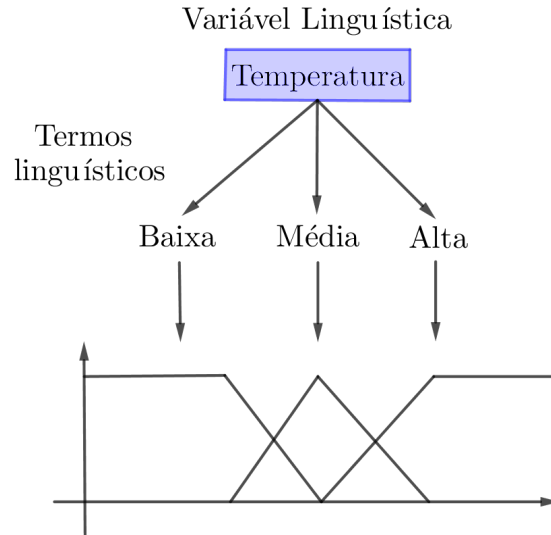 Variável Linguística
Temperatura
Termos
linguísticos
Baixa
Média
Alta